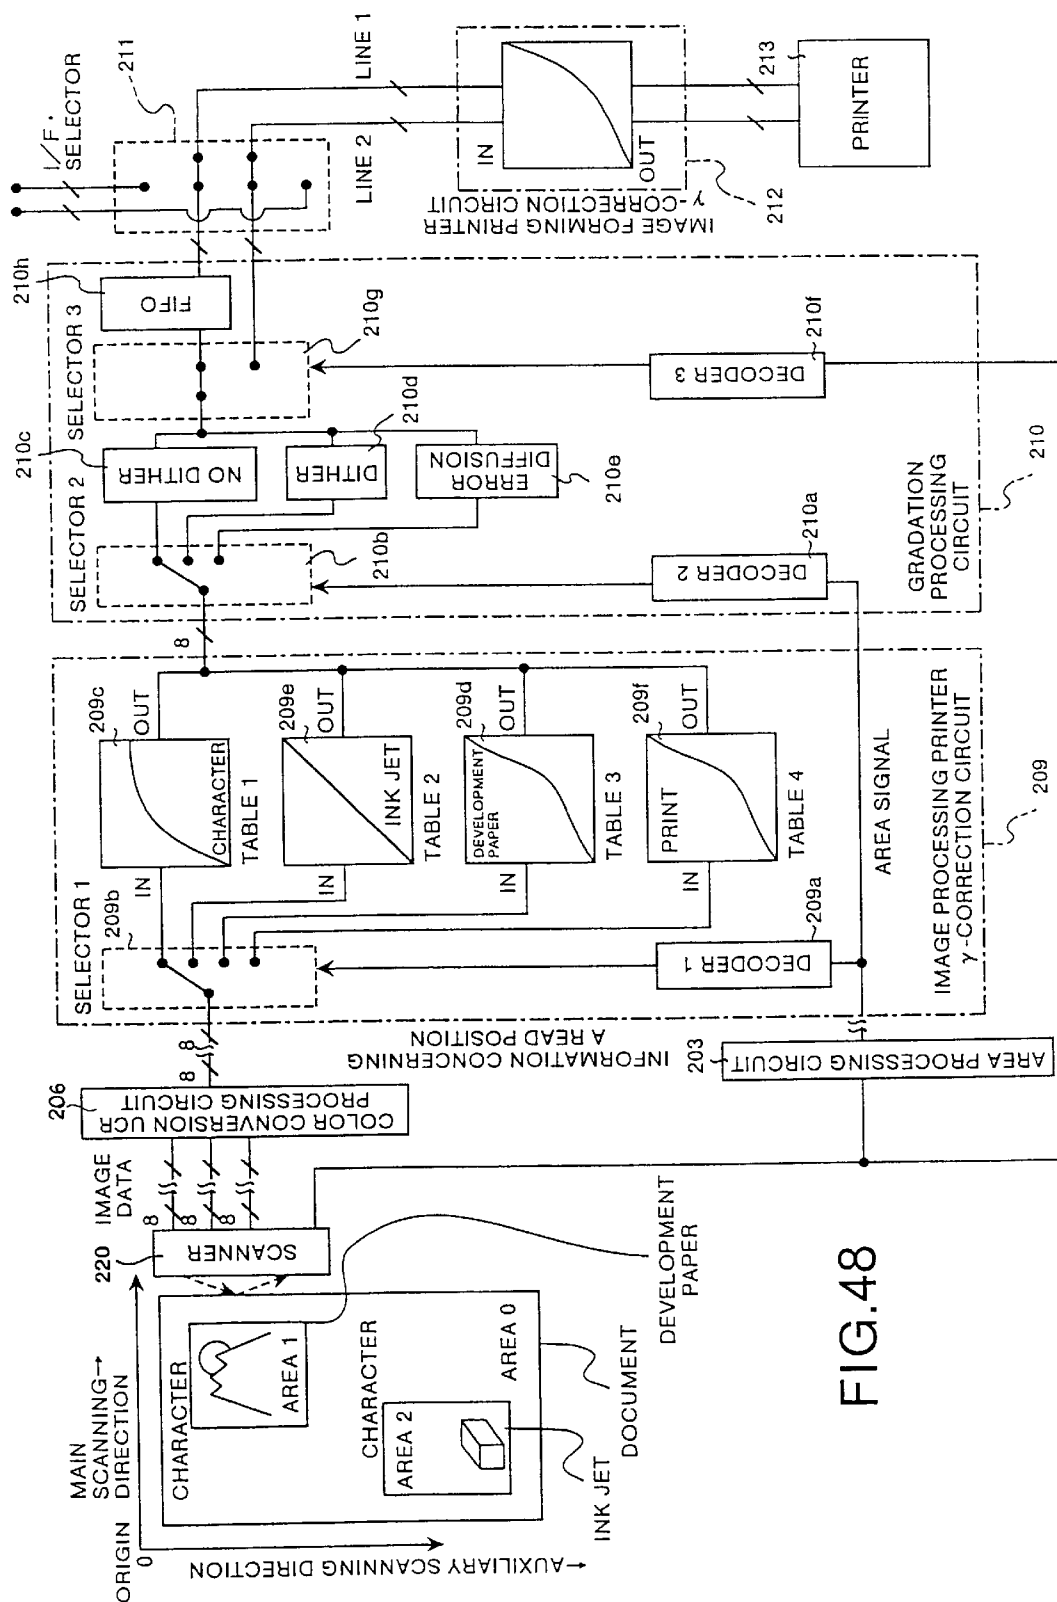 ORIGIN
0
MAIN
SCANNING→
DIRECTION
←AUXILIARY SCANNING DIRECTION
CHARACTER
AREA 1
CHARACTER
AREA 2
AREA 0
INK JET
DOCUMENT
DEVELOPMENT
PAPER
220
SCANNER
IMAGE
DATA
8
8
8
206
COLOR CONVERSION UCR
PROCESSING CIRCUIT
8
8
INFORMATION CONCERNING
A READ POSITION
203
AREA PROCESSING CIRCUIT
SELECTOR 1
209b
DECODER 1
209a
IN
209c
OUT
CHARACTER
TABLE 1
IN
209e
OUT
INK JET
TABLE 2
IN
209d
OUT
DEVELOPMENT
PAPER
TABLE 3
IN
209f
OUT
PRINT
TABLE 4
AREA SIGNAL
IMAGE PROCESSING PRINTER
γ-CORRECTION CIRCUIT
209
8
SELECTOR 2
210b
DECODER 2
210a
210c
NO DITHER
210d
DITHER
ERROR
DIFFUSION
210e
SELECTOR 3
210g
DECODER 3
210f
210h
FIFO
GRADATION
PROCESSING
CIRCUIT
210
I/F·
SELECTOR
211
LINE 1
LINE 2
IMAGE FORMING PRINTER
γ-CORRECTION CIRCUIT
IN
OUT
212
213
PRINTER
FIG.48